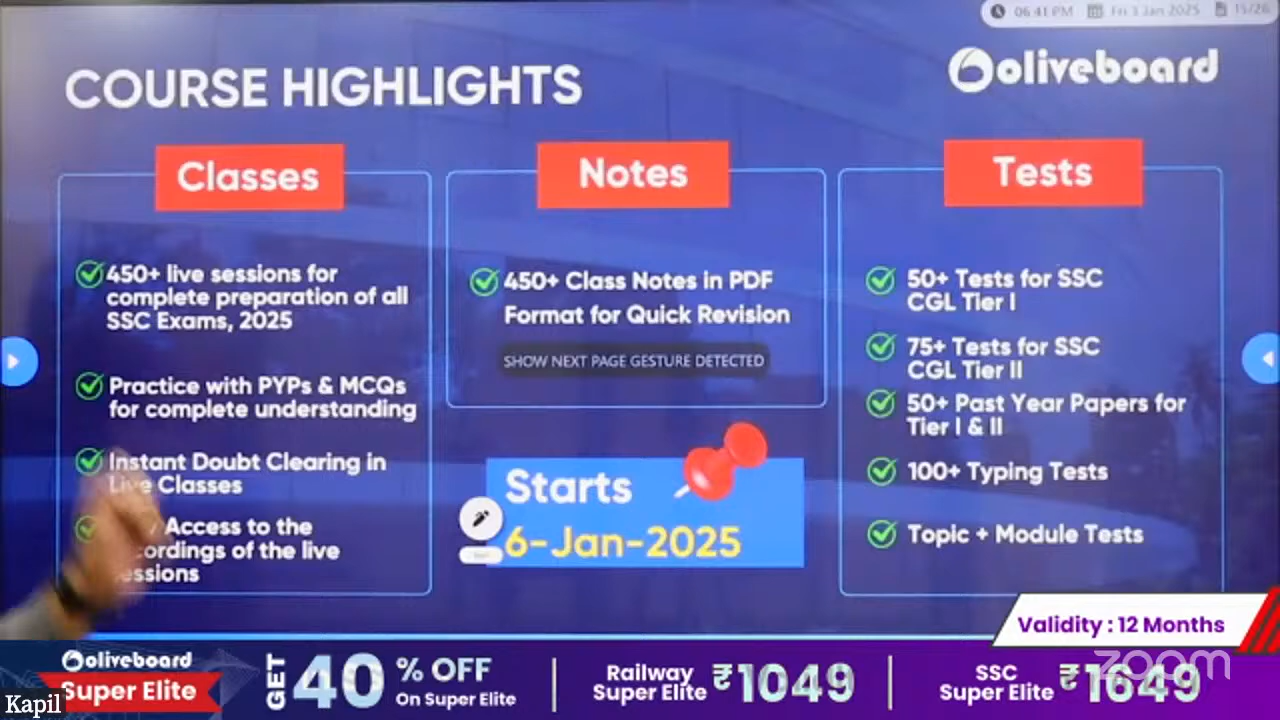 06:41 PM Fri 3 Jan 2025 15/26
COURSE HIGHLIGHTS
oliveboard
Classes
450+ live sessions for
complete preparation of all
SSC Exams, 2025
Practice with PYPs & MCQs
for complete understanding
Instant Doubt Clearing in
Live Classes
Access to the
ordings of the live
essions
Notes
450+ Class Notes in PDF
Format for Quick Revision
SHOW NEXT PAGE GESTURE DETECTED
Starts
6-Jan-2025
Tests
50+ Tests for SSC
CGL Tier I
75+ Tests for SSC
CGL Tier II
50+ Past Year Papers for
Tier I & II
100+ Typing Tests
Topic + Module Tests
Validity : 12 Months
zoom
oliveboard
Super Elite
GET 40 % OFF
On Super Elite
Railway
Super Elite ₹1049
SSC
Super Elite ₹1649
Kapil